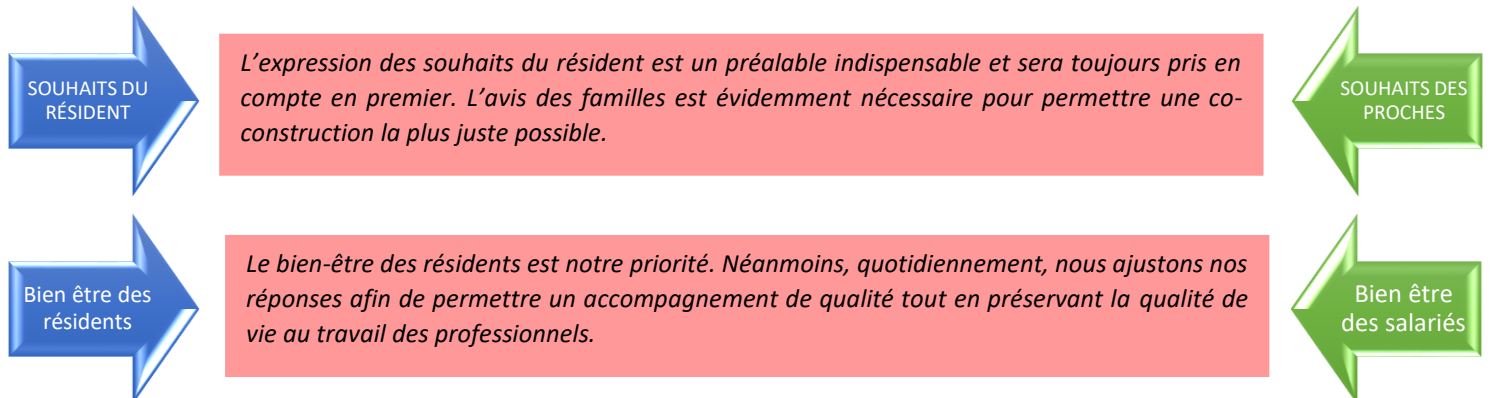 SOUHAITS DU
RÉSIDENT
L'expression des souhaits du résident est un préalable indispensable et sera toujours pris en
compte en premier. L'avis des familles est évidemment nécessaire pour permettre une co-
construction la plus juste possible.
SOUHAITS DES
PROCHES
Bien être des
résidents
Le bien-être des résidents est notre priorité. Néanmoins, quotidiennement, nous ajustons nos
réponses afin de permettre un accompagnement de qualité tout en préservant la qualité de
vie au travail des professionnels.
Bien être
des salariés